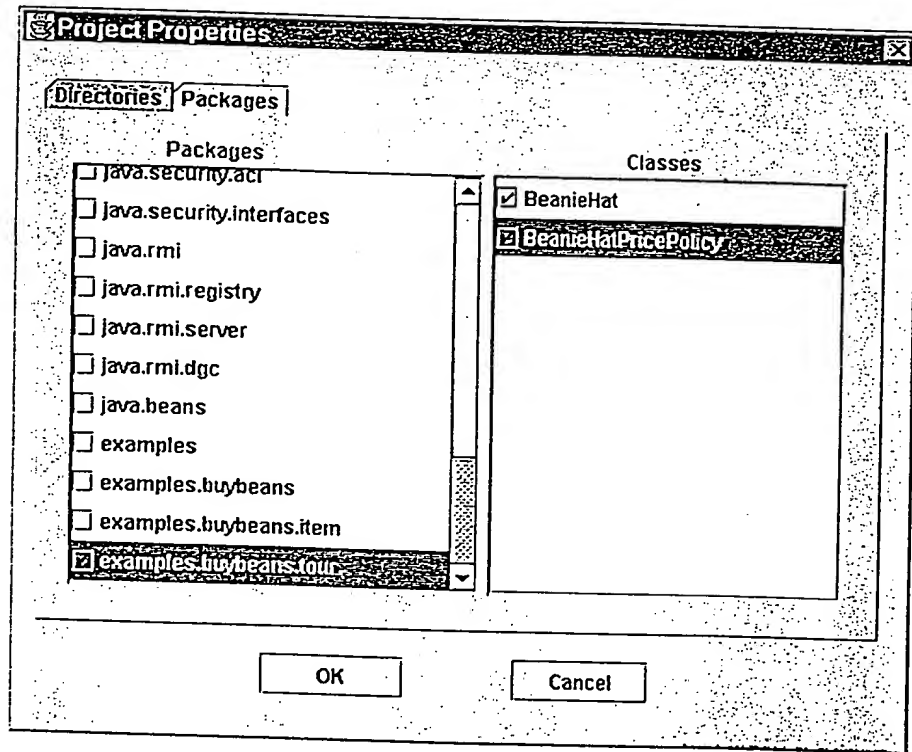 Project Properties
Directories
Packages
Packages
java.security.acl
java.security.interfaces
java.rmi
java.rmi.registry
java.rmi.server
java.rmi.dgc
java.beans
examples
examples.buybeans
examples.buybeans.item
examples.buybeans.tour
Classes
BeanieHat
BeanieHatPricePolicy
OK
Cancel